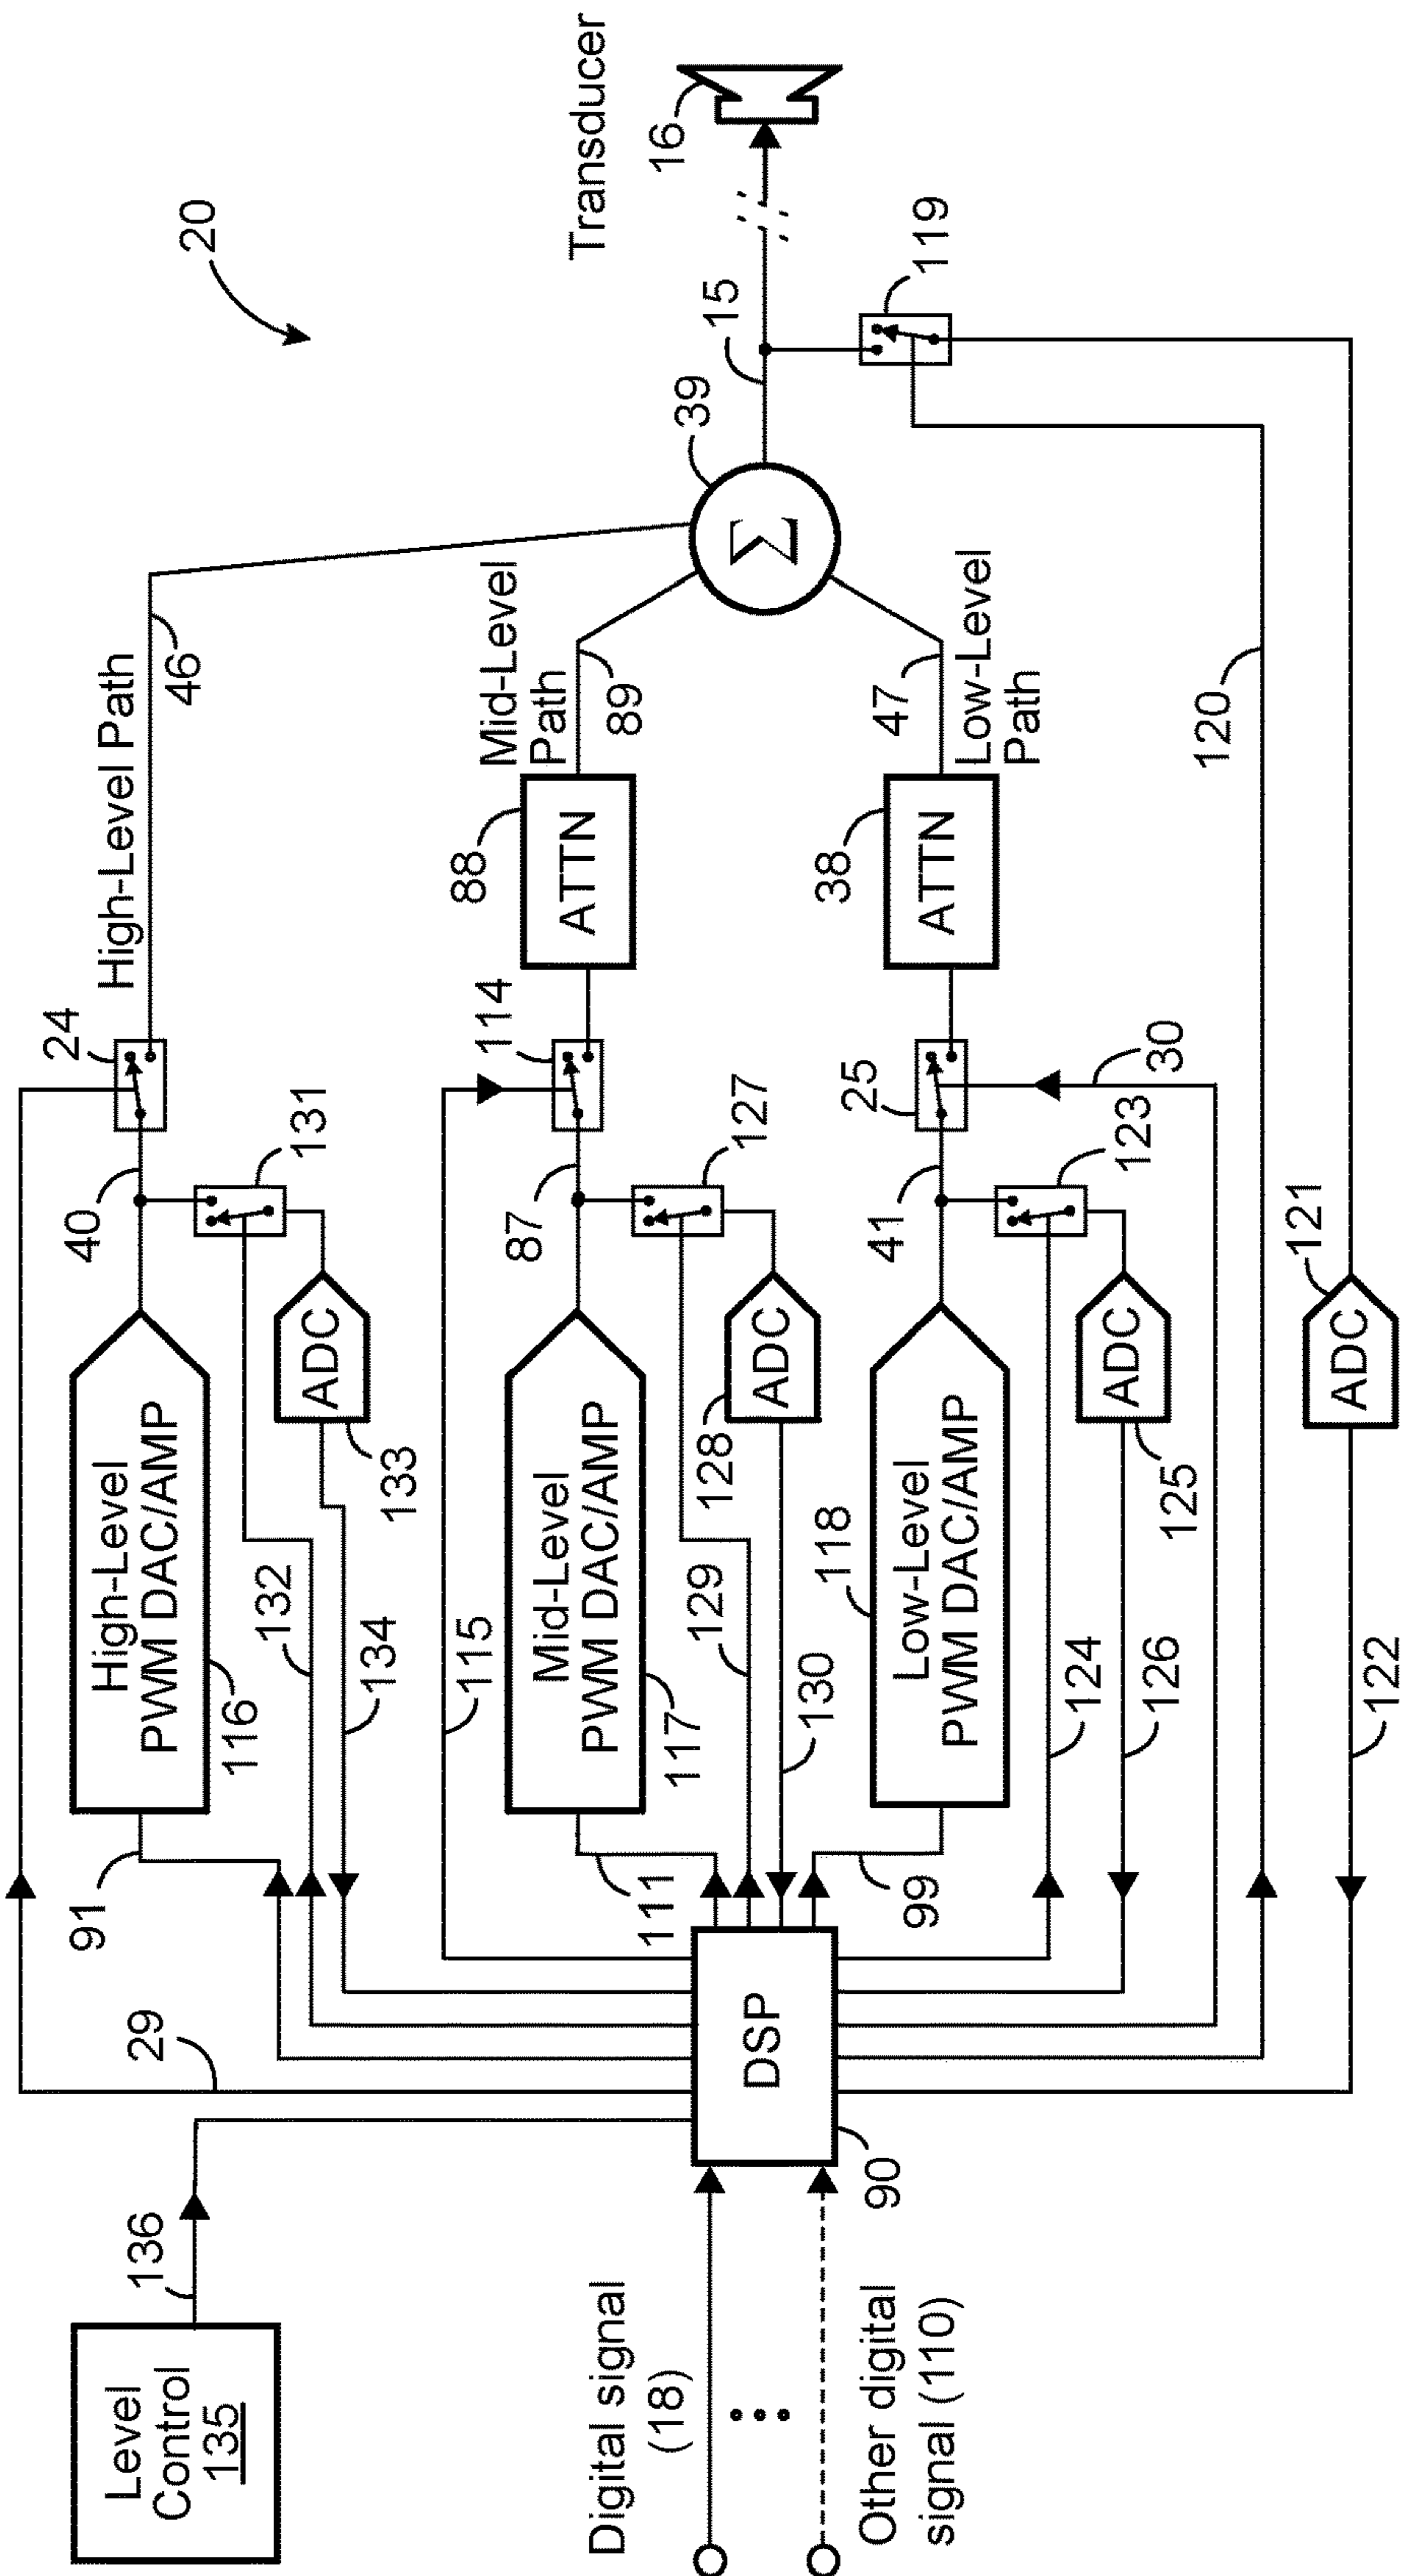 20
Level
Control
135
136
29
91
High-Level
PWM DAC/AMP
116
40
24
High-Level Path
46
131
ADC
133
132
134
115
Mid-Level
PWM DAC/AMP
117
111
87
114
88
ATTN
Mid-Level
Path
89
127
128
ADC
129
130
39
Σ
15
Transducer
16
119
Digital signal
(18)
Other digital
signal (110)
DSP
90
99
118
Low-Level
PWM DAC/AMP
41
25
38
ATTN
47
Low-Level
Path
30
123
ADC
125
124
126
120
121
ADC
122